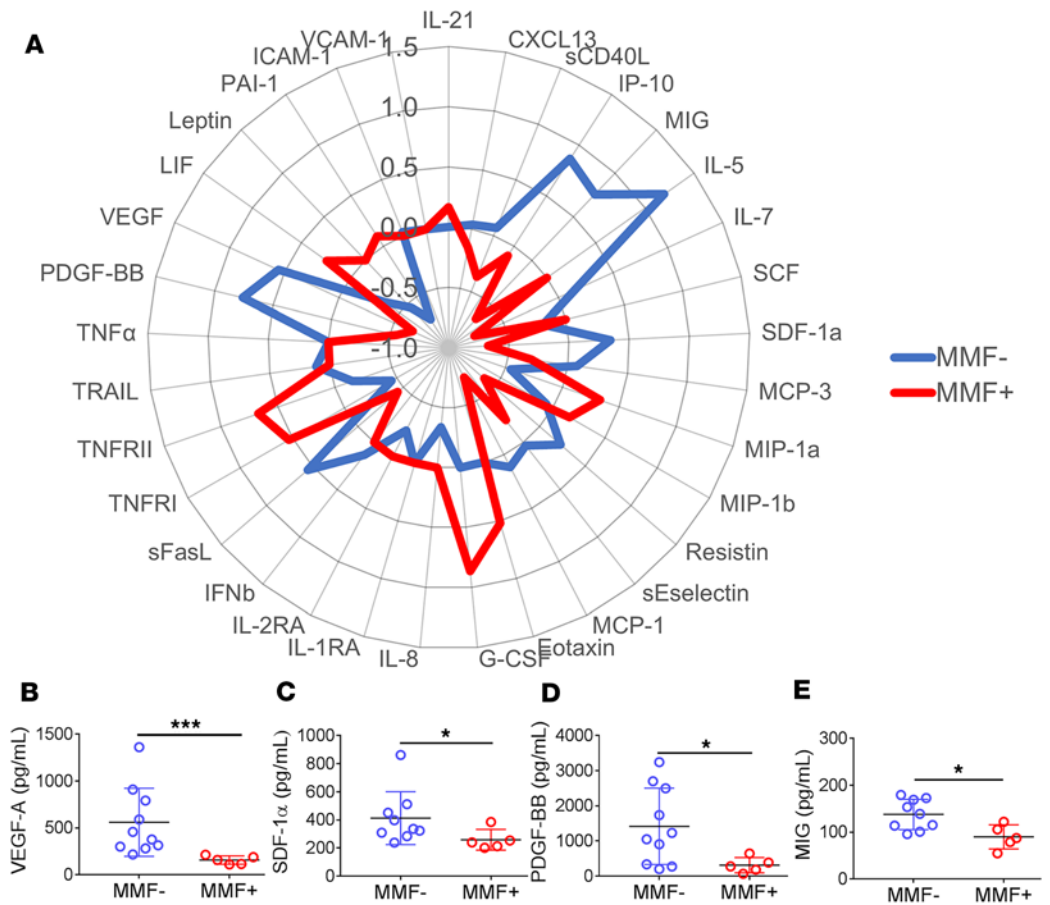 A
IL-21
VCAM-1
CXCL13
ICAM-1
sCD40L
PAI-1
IP-10
Leptin
MIG
LIF
IL-5
VEGF
IL-7
PDGF-BB
SCF
TNFα
SDF-1a
TRAIL
MCP-3
TNFRII
MIP-1a
TNFRI
MIP-1b
sFasL
Resistin
IFNb
sEselectin
IL-2RA
MCP-1
IL-1RA
Eotaxin
IL-8
G-CSF
1.5
1.0
0.5
0.0
-0.5
-1.0
MMF-
MMF+
B
VEGF-A (pg/mL)
1500
1000
500
0
***
MMF-
MMF+
C
SDF-1α (pg/mL)
1000
800
600
400
200
0
*
MMF-
MMF+
D
PDGF-BB (pg/mL)
4000
3000
2000
1000
0
*
MMF-
MMF+
E
MIG (pg/mL)
300
200
100
0
*
MMF-
MMF+